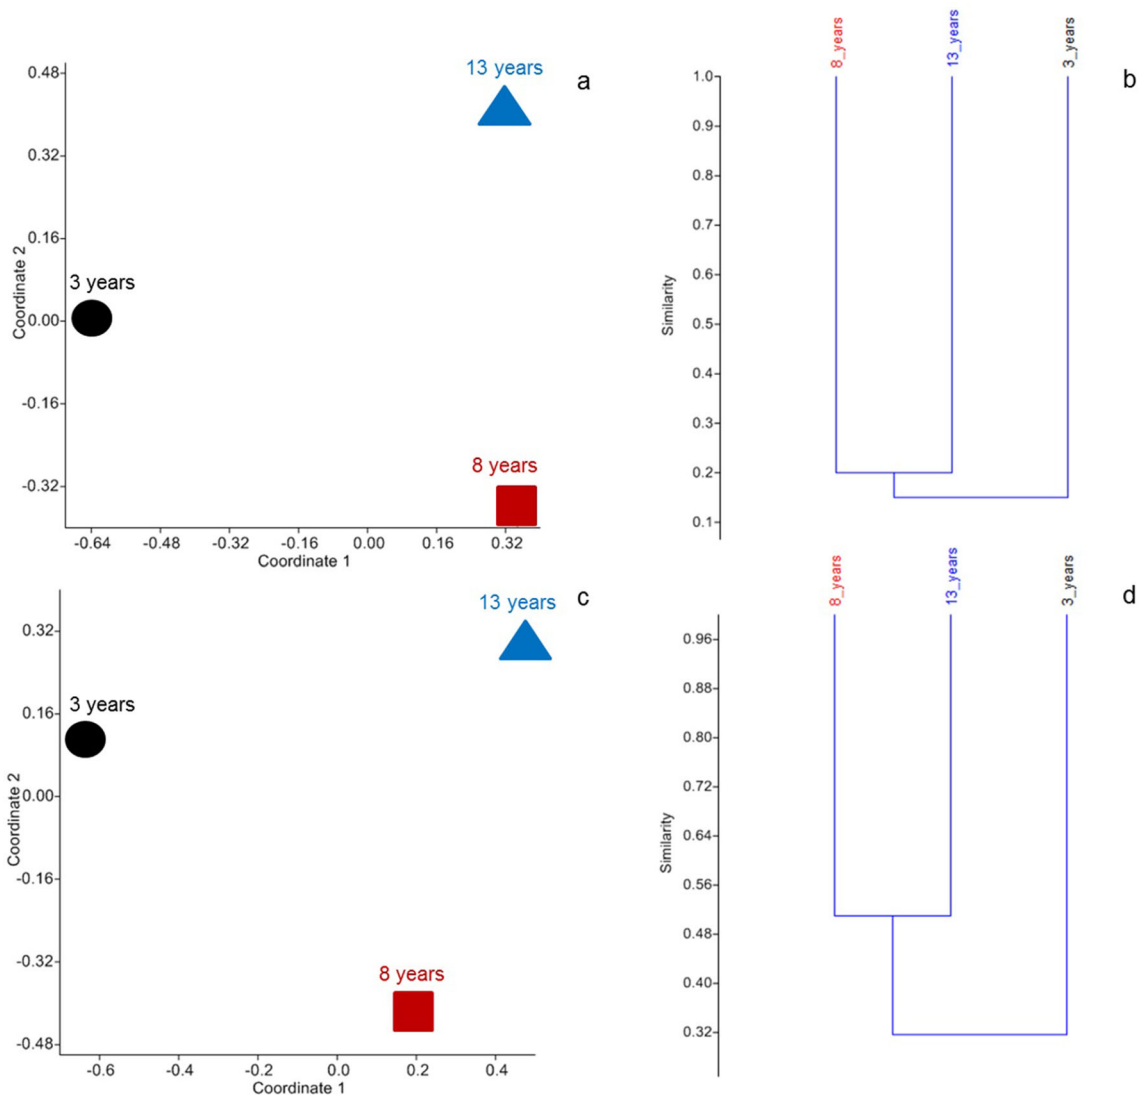 a
13 years
0.48
0.32
0.16
0.00
-0.16
-0.32
Coordinate 2
3 years
8 years
-0.64 -0.48 -0.32 -0.16 0.00 0.16 0.32
Coordinate 1
b
8_years
13_years
3_years
1.0
0.9
0.8
0.7
0.6
0.5
0.4
0.3
0.2
0.1
Similarity
c
13 years
0.32
0.16
0.00
-0.16
-0.32
-0.48
Coordinate 2
3 years
8 years
-0.6 -0.4 -0.2 0.0 0.2 0.4
Coordinate 1
d
8_years
13_years
3_years
0.96
0.88
0.80
0.72
0.64
0.56
0.48
0.40
0.32
Similarity